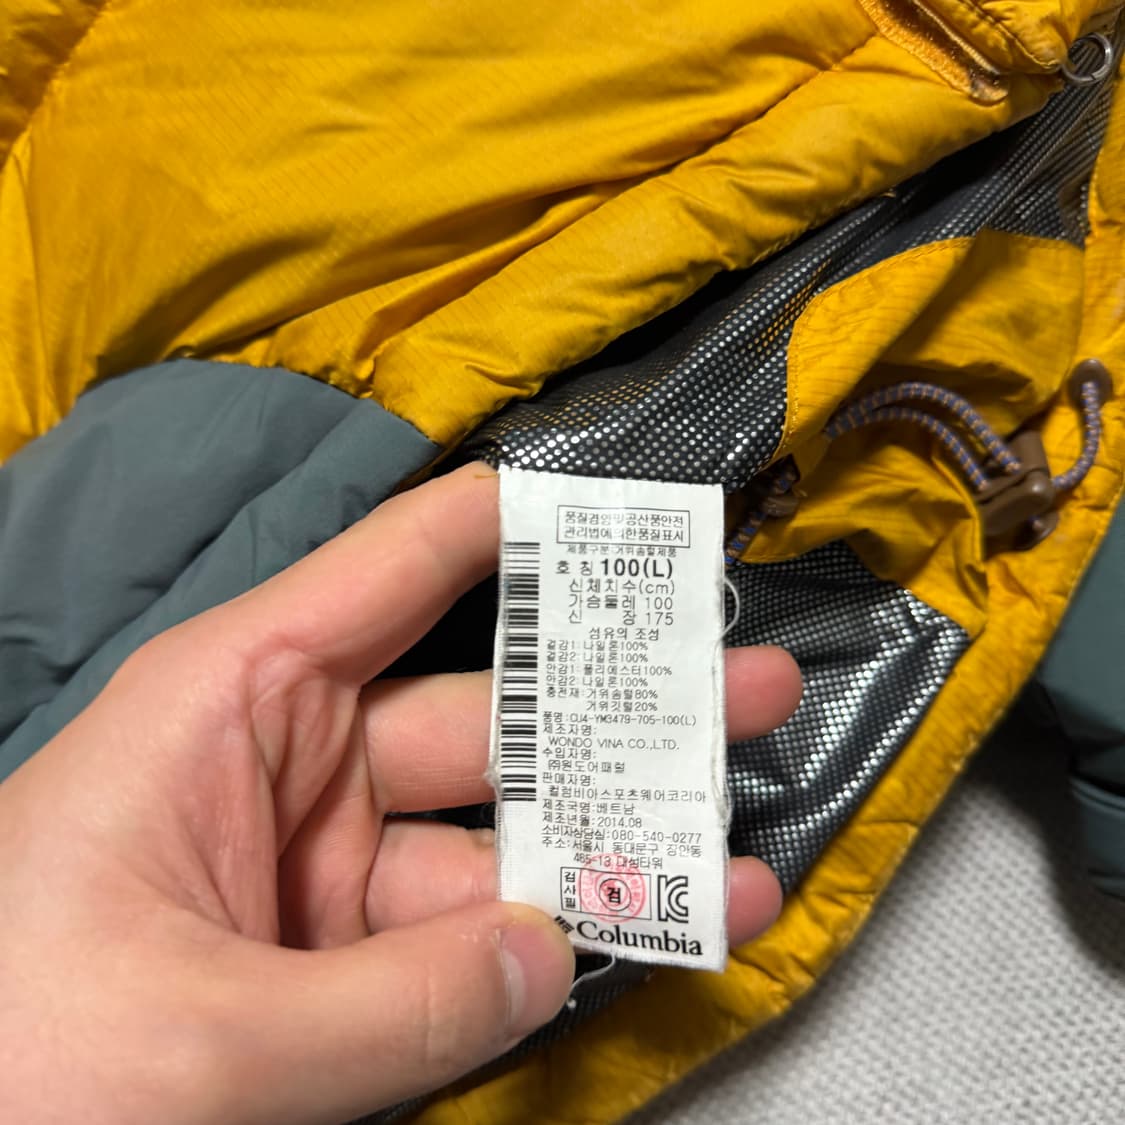 품질경영및공산품안전
관리법에의한품질표시
제품구분:거위솜털제품
호 칭 100(L)
신체치수(cm)
가슴둘레 100
신 장 175
섬유의 조성
겉감1:나일론100%
겉감2:나일론100%
안감1:폴리에스터100%
안감2:나일론100%
충전재:거위솜털80%
거위깃털20%
품명:CU4-YM3479-705-100(L)
제조자명:
WONDO VINA CO.,LTD.
수입자명:
㈜원도어패럴
판매자명:
컬럼비아스포츠웨어코리아
제조국명:베트남
제조년월:2014.08
소비자상담실:080-540-0277
주소:서울시 동대문구 장안동
465-13 대성타워
검사필
검
KC
Columbia